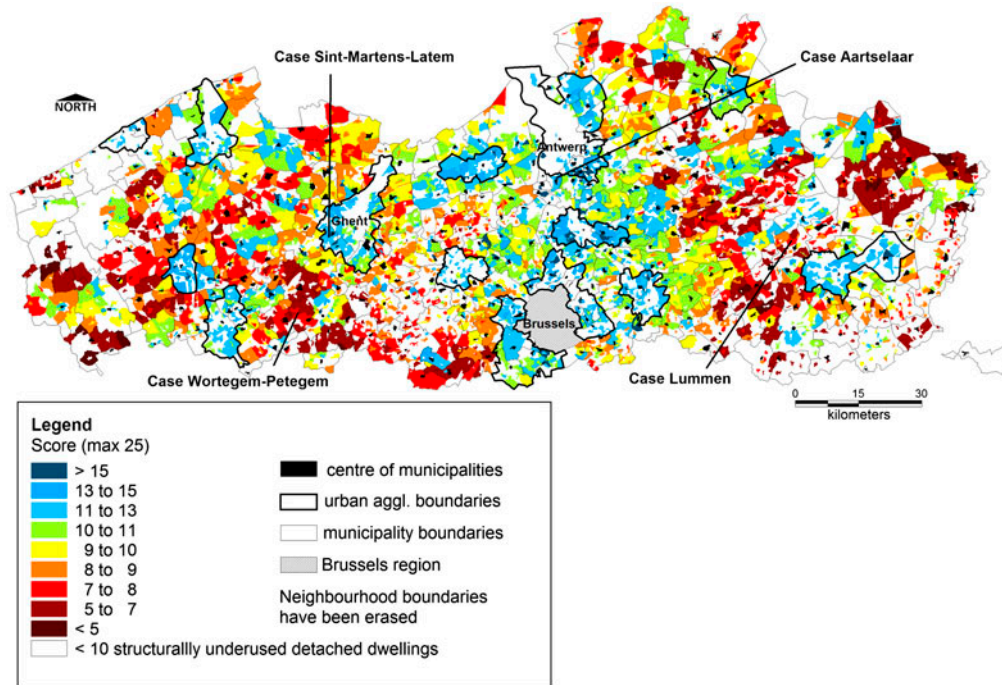 Case Sint-Martens-Latem
Case Aartselaar
NORTH
Antwerp
Ghent
Brussels
Case Wortegem-Petegem
Case Lummen
0 15 30
kilometers
Legend
Score (max 25)
> 15
13 to 15
11 to 13
10 to 11
9 to 10
8 to 9
7 to 8
5 to 7
< 5
< 10 structurallly underused detached dwellings
centre of municipalities
urban aggl. boundaries
municipality boundaries
Brussels region
Neighbourhood boundaries
have been erased